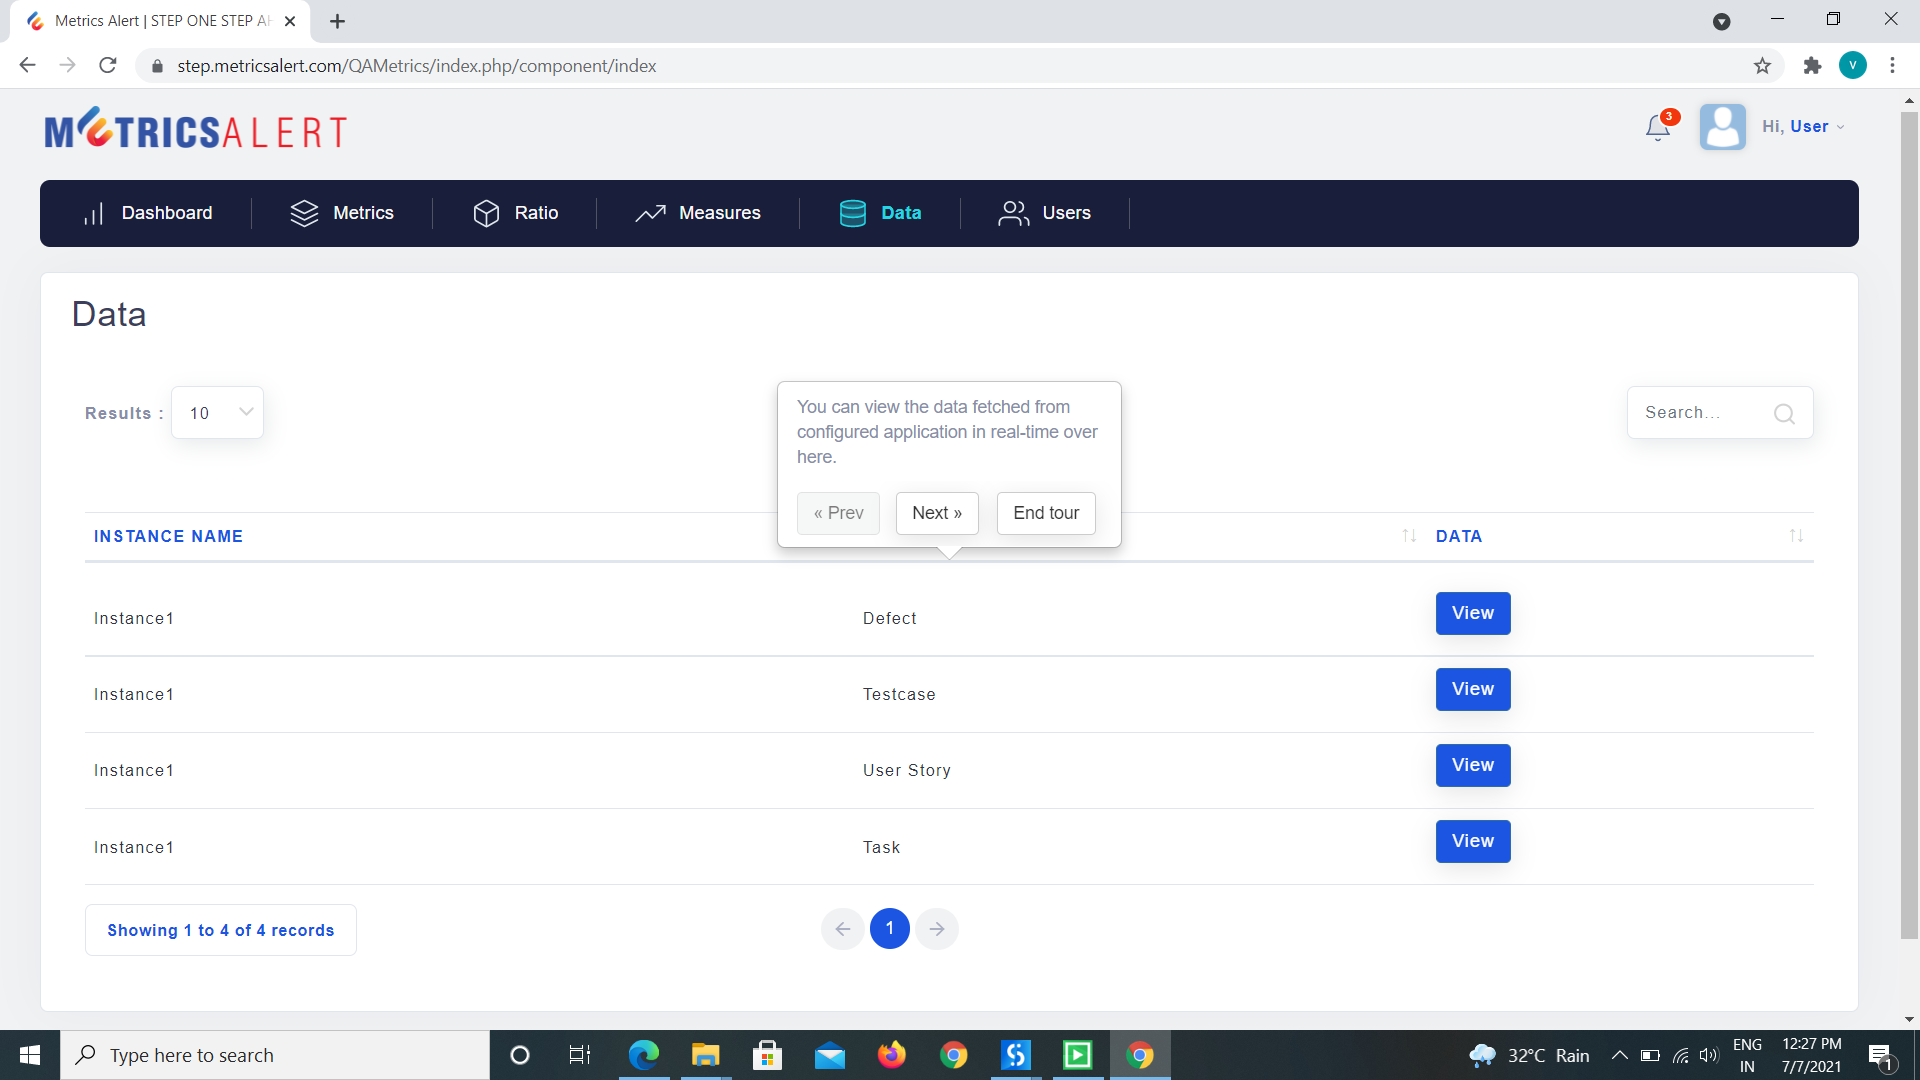 Metrics Alert | STEP ONE STEP AH
step.metricsalert.com/QAMetrics/index.php/component/index
V
METRICSALERT
3
Hi, User
Dashboard
Metrics
Ratio
Measures
Data
Users
Data
Results :
10
Search...
You can view the data fetched from
configured application in real-time over
here.
« Prev
Next »
End tour
INSTANCE NAME
DATA
Instance1
Defect
View
Instance1
Testcase
View
Instance1
User Story
View
Instance1
Task
View
Showing 1 to 4 of 4 records
1
Type here to search
32°C Rain
ENG
IN
12:27 PM
7/7/2021
1